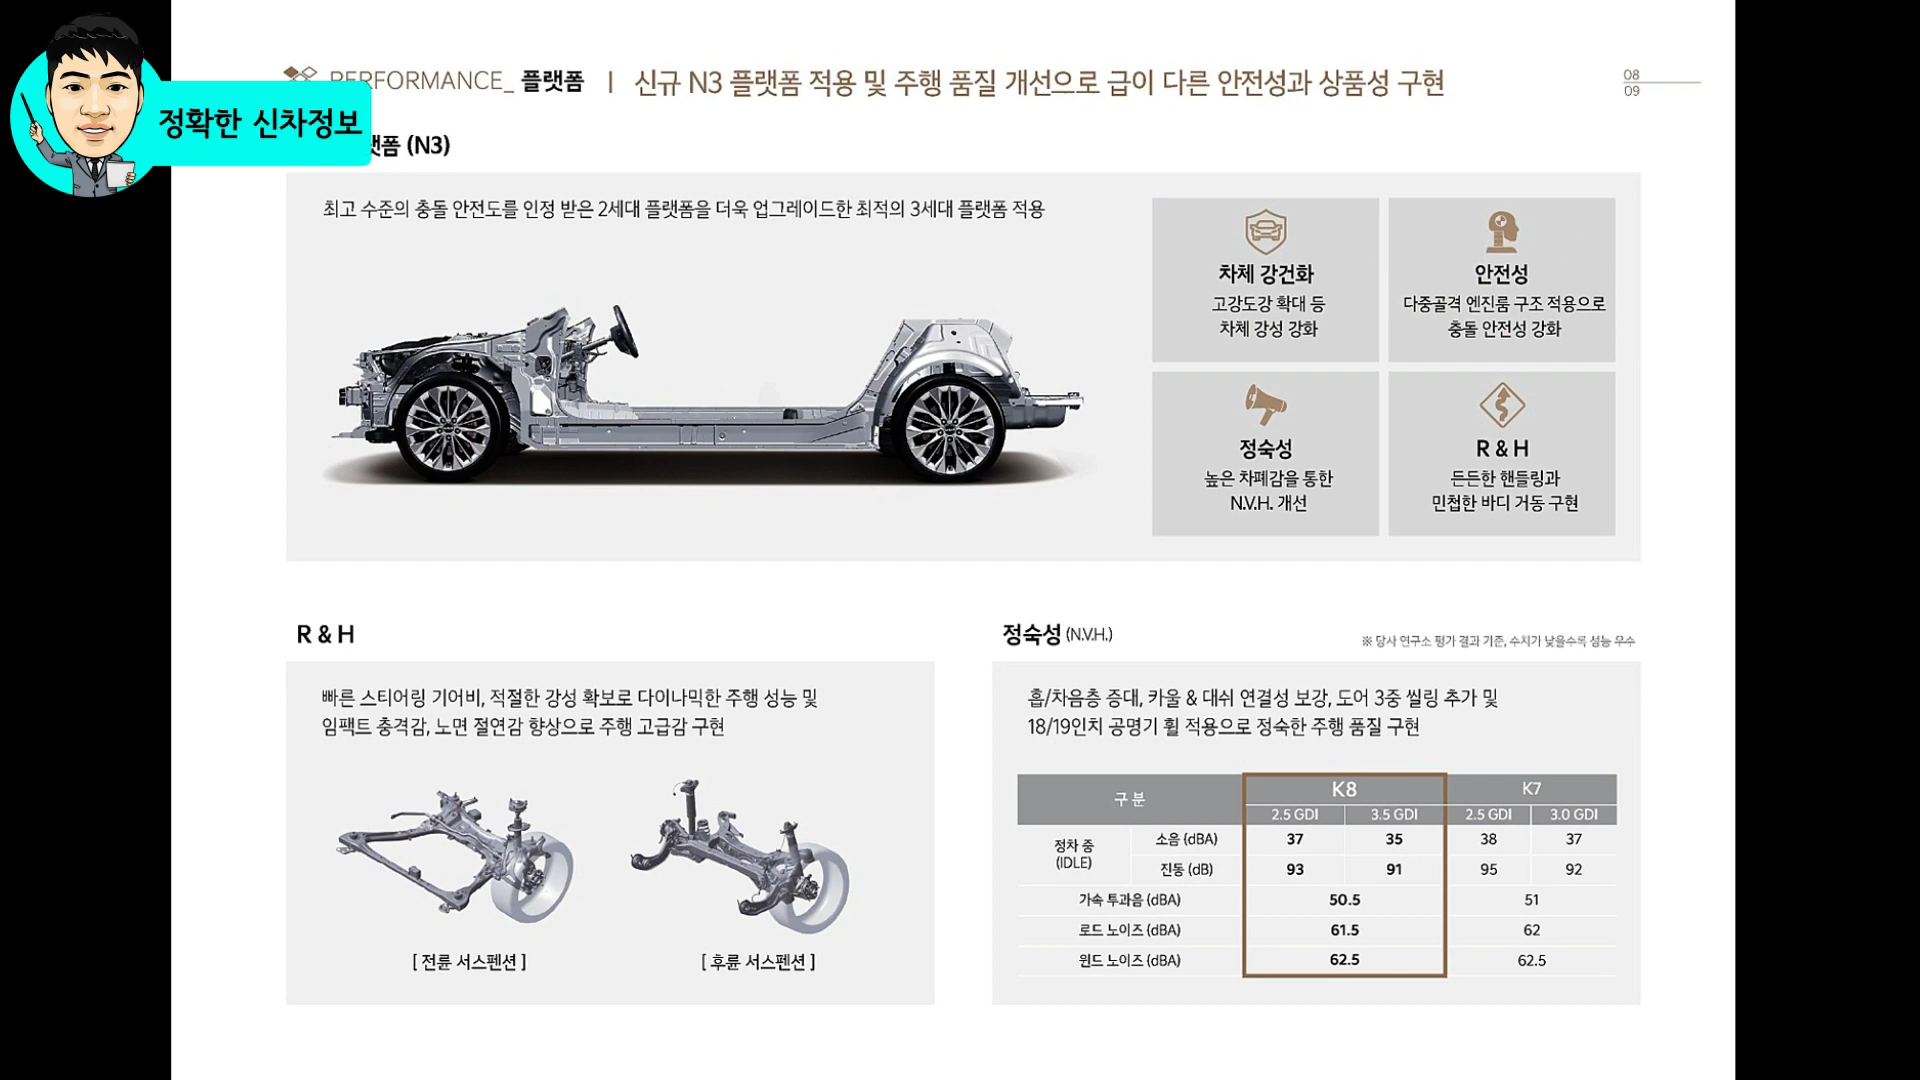 정확한 신차정보
PERFORMANCE_ 플랫폼 | 신규 N3 플랫폼 적용 및 주행 품질 개선으로 급이 다른 안전성과 상품성 구현
08
09
랫폼 (N3)
최고 수준의 충돌 안전도를 인정 받은 2세대 플랫폼을 더욱 업그레이드한 최적의 3세대 플랫폼 적용
차체 강건화
고강도강 확대 등
차체 강성 강화
안전성
다중골격 엔진룸 구조 적용으로
충돌 안전성 강화
정숙성
높은 차폐감을 통한
N.V.H. 개선
R & H
든든한 핸들링과
민첩한 바디 거동 구현
R & H
빠른 스티어링 기어비, 적절한 강성 확보로 다이나믹한 주행 성능 및
임팩트 충격감, 노면 절연감 향상으로 주행 고급감 구현
[ 전륜 서스펜션 ]
[ 후륜 서스펜션 ]
정숙성 (N.V.H.)
※ 당사 연구소 평가 결과 기준, 수치가 낮을수록 성능 우수
흡/차음층 증대, 카울 & 대쉬 연결성 보강, 도어 3중 씰링 추가 및
18/19인치 공명기 휠 적용으로 정숙한 주행 품질 구현
구 분 K8 K7
2.5 GDI 3.5 GDI 2.5 GDI 3.0 GDI
정차 중
(IDLE)
소음 (dBA) 37 35 38 37
진동 (dB) 93 91 95 92
가속 투과음 (dBA) 50.5 51
로드 노이즈 (dBA) 61.5 62
윈드 노이즈 (dBA) 62.5 62.5